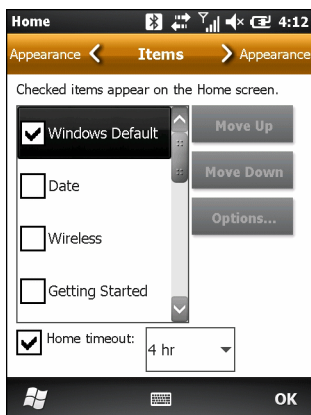 Home 4:12
Appearance Items Appearance
Checked items appear on the Home screen.
Windows Default
Move Up
Date
Move Down
Wireless
Options...
Getting Started
Home timeout: 4 hr
OK